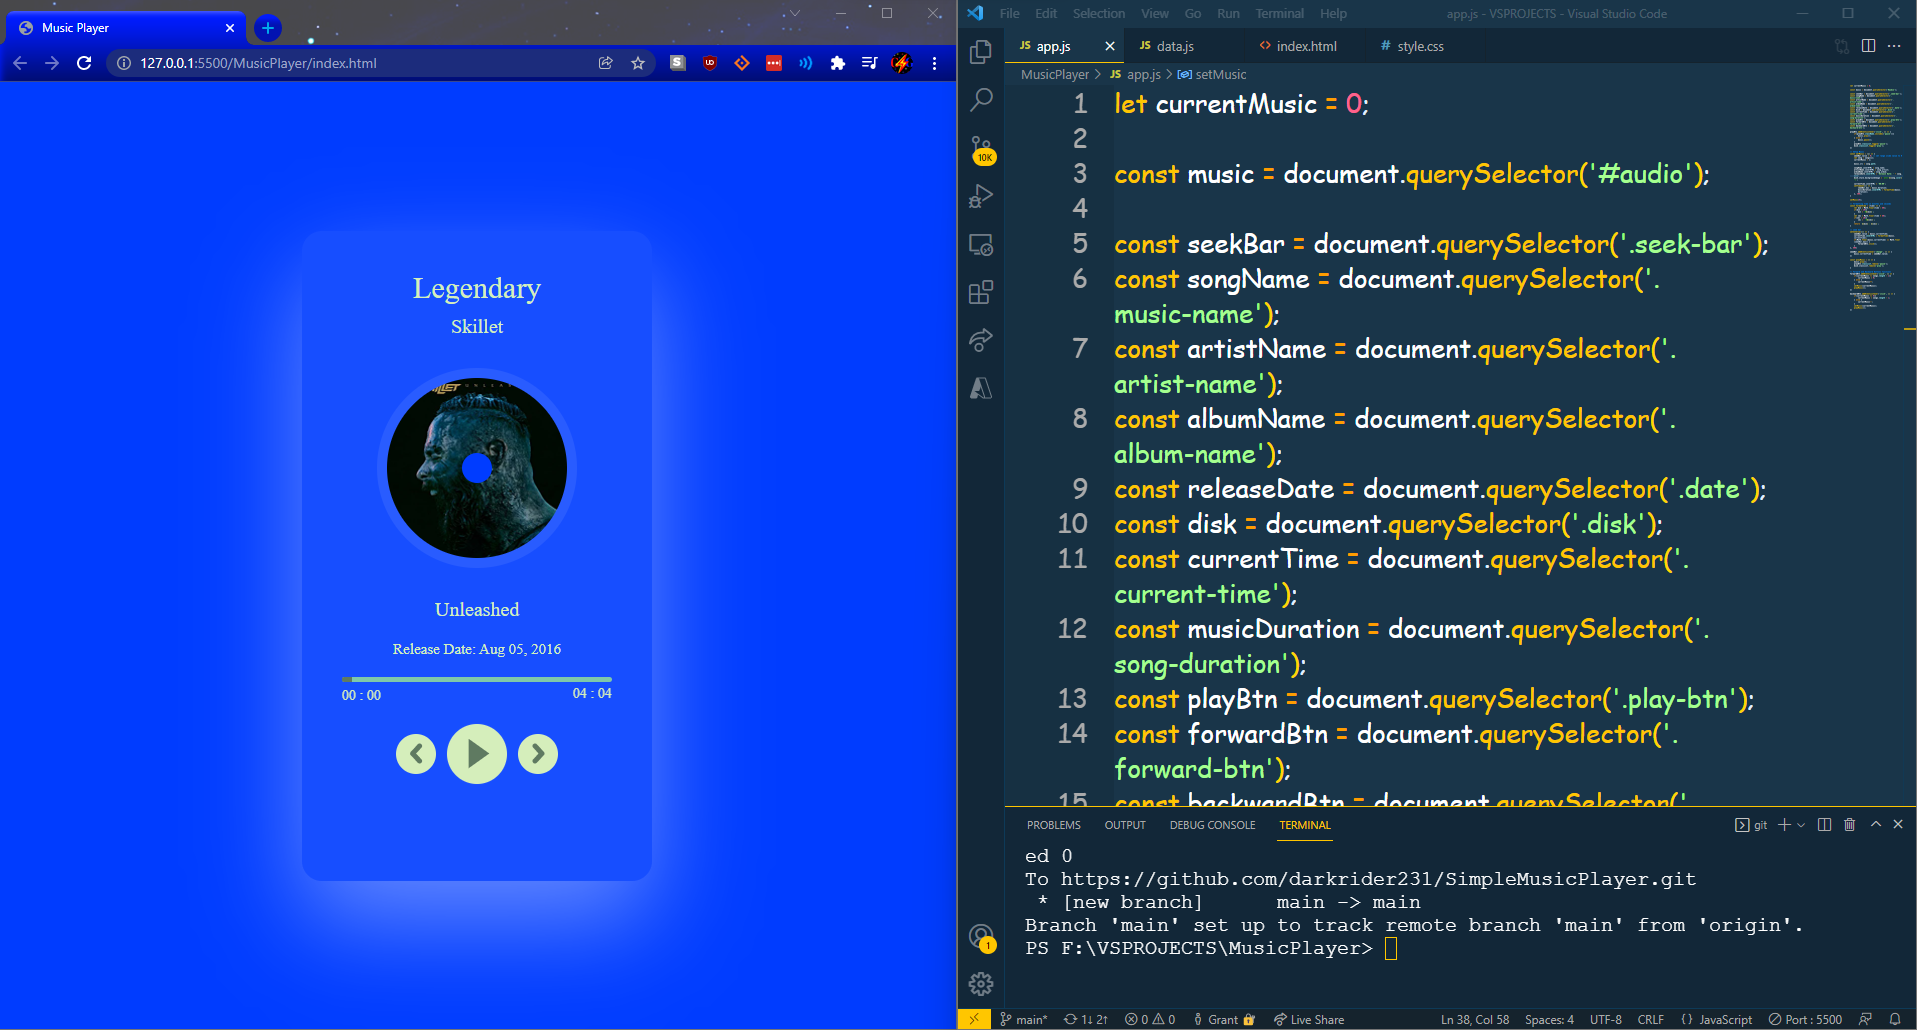 Music Player
127.0.0.1:5500/MusicPlayer/index.html
Legendary
Skillet
Unleashed
Release Date: Aug 05, 2016
00 : 00
04 : 04
File Edit Selection View Go Run Terminal Help
app.js - VSPROJECTS - Visual Studio Code
JS app.js
JS data.js
<> index.html
# style.css
MusicPlayer > JS app.js > setMusic
10K
1 let currentMusic = 0;
2
3 const music = document.querySelector('#audio');
4
5 const seekBar = document.querySelector('.seek-bar');
6 const songName = document.querySelector('.
music-name');
7 const artistName = document.querySelector('.
artist-name');
8 const albumName = document.querySelector('.
album-name');
9 const releaseDate = document.querySelector('.date');
10 const disk = document.querySelector('.disk');
11 const currentTime = document.querySelector('.
current-time');
12 const musicDuration = document.querySelector('.
song-duration');
13 const playBtn = document.querySelector('.play-btn');
14 const forwardBtn = document.querySelector('.
forward-btn');
15 const backwardBtn = document.querySelector('.
PROBLEMS OUTPUT DEBUG CONSOLE TERMINAL
git
ed 0
To https://github.com/darkrider231/SimpleMusicPlayer.git
* [new branch] main -> main
Branch 'main' set up to track remote branch 'main' from 'origin'.
PS F:\VSPROJECTS\MusicPlayer>
1
main* 1↓ 2↑ 0 0 Grant Live Share
Ln 38, Col 58 Spaces: 4 UTF-8 CRLF {} JavaScript Port : 5500